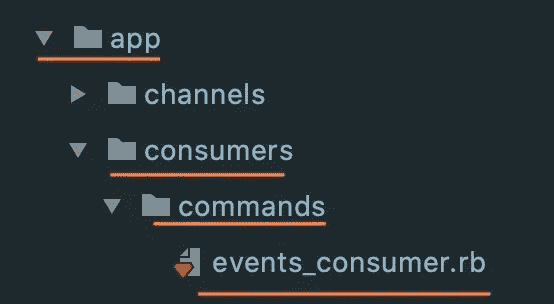 app
channels
consumers
commands
events_consumer.rb